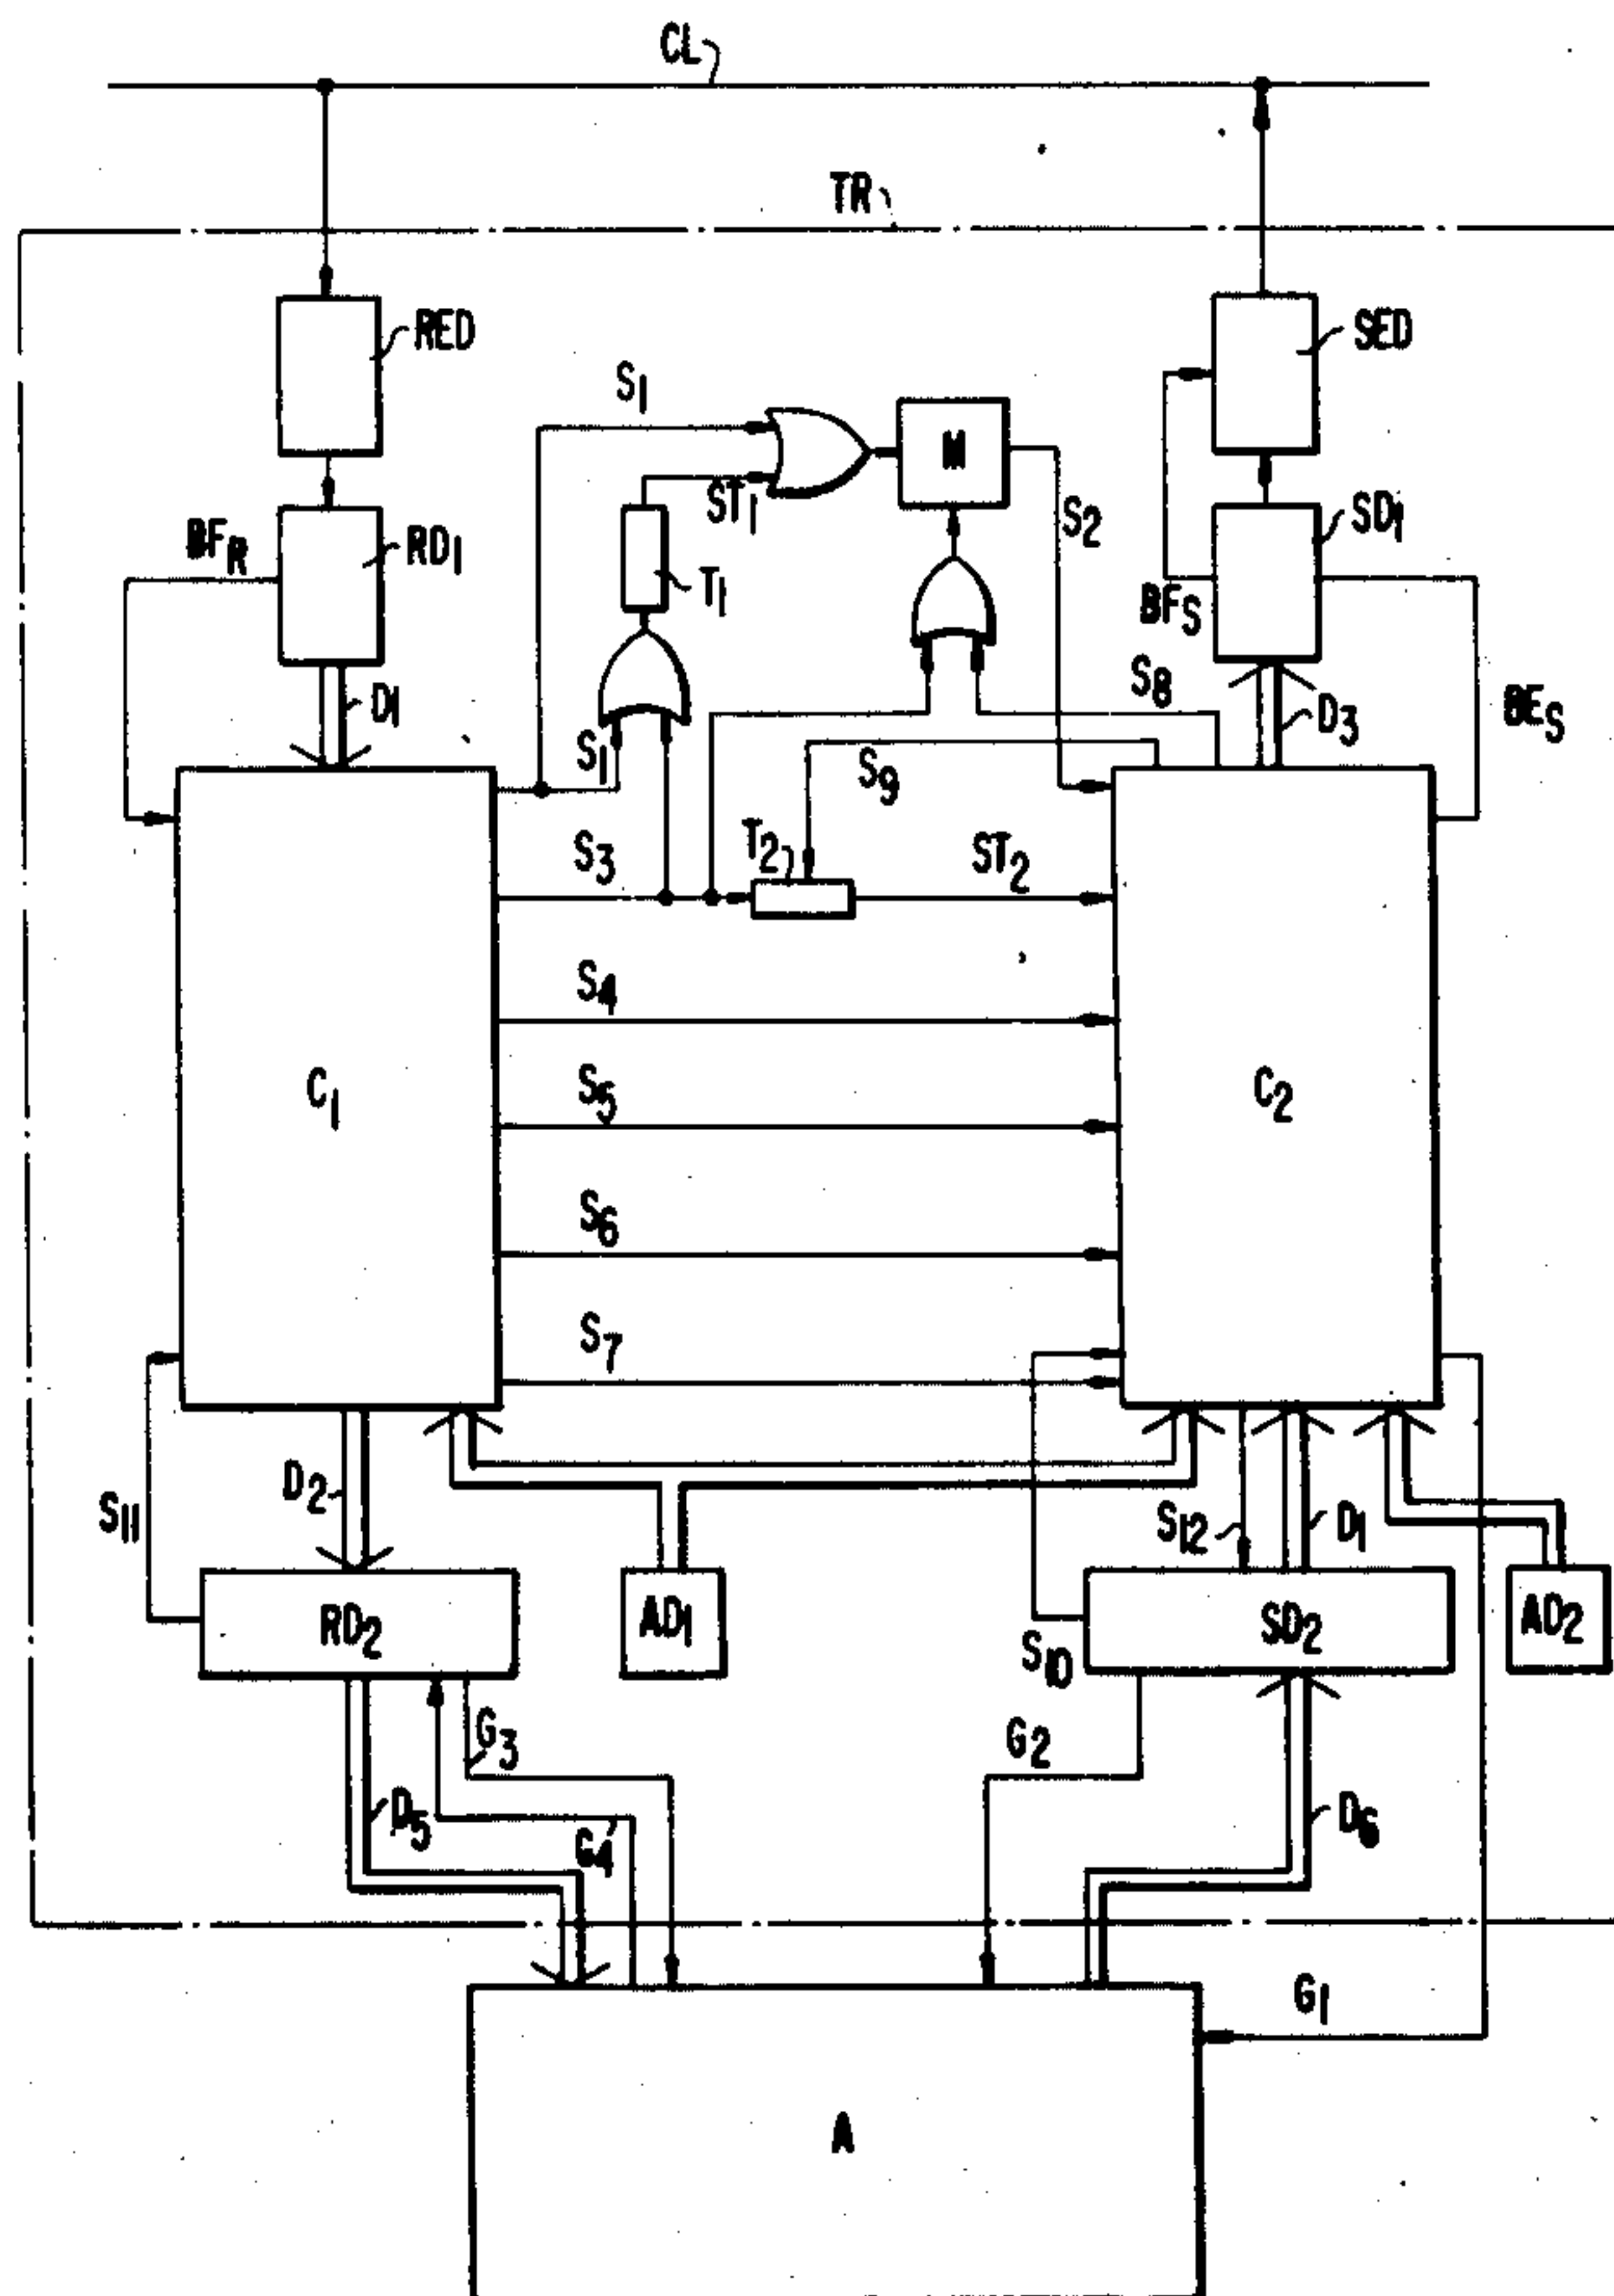 CL
TR
RED
SED
S1
M
ST1
S2
BFR
RD1
T1
SD1
BFS
D1
S1
S8
D3
BES
S9
S3
T2
ST2
S4
C1
C2
S5
S6
S7
D2
S11
S12
D1
RD2
AD1
S10
SD2
AD2
G3
G2
D5
G4
D6
G1
A